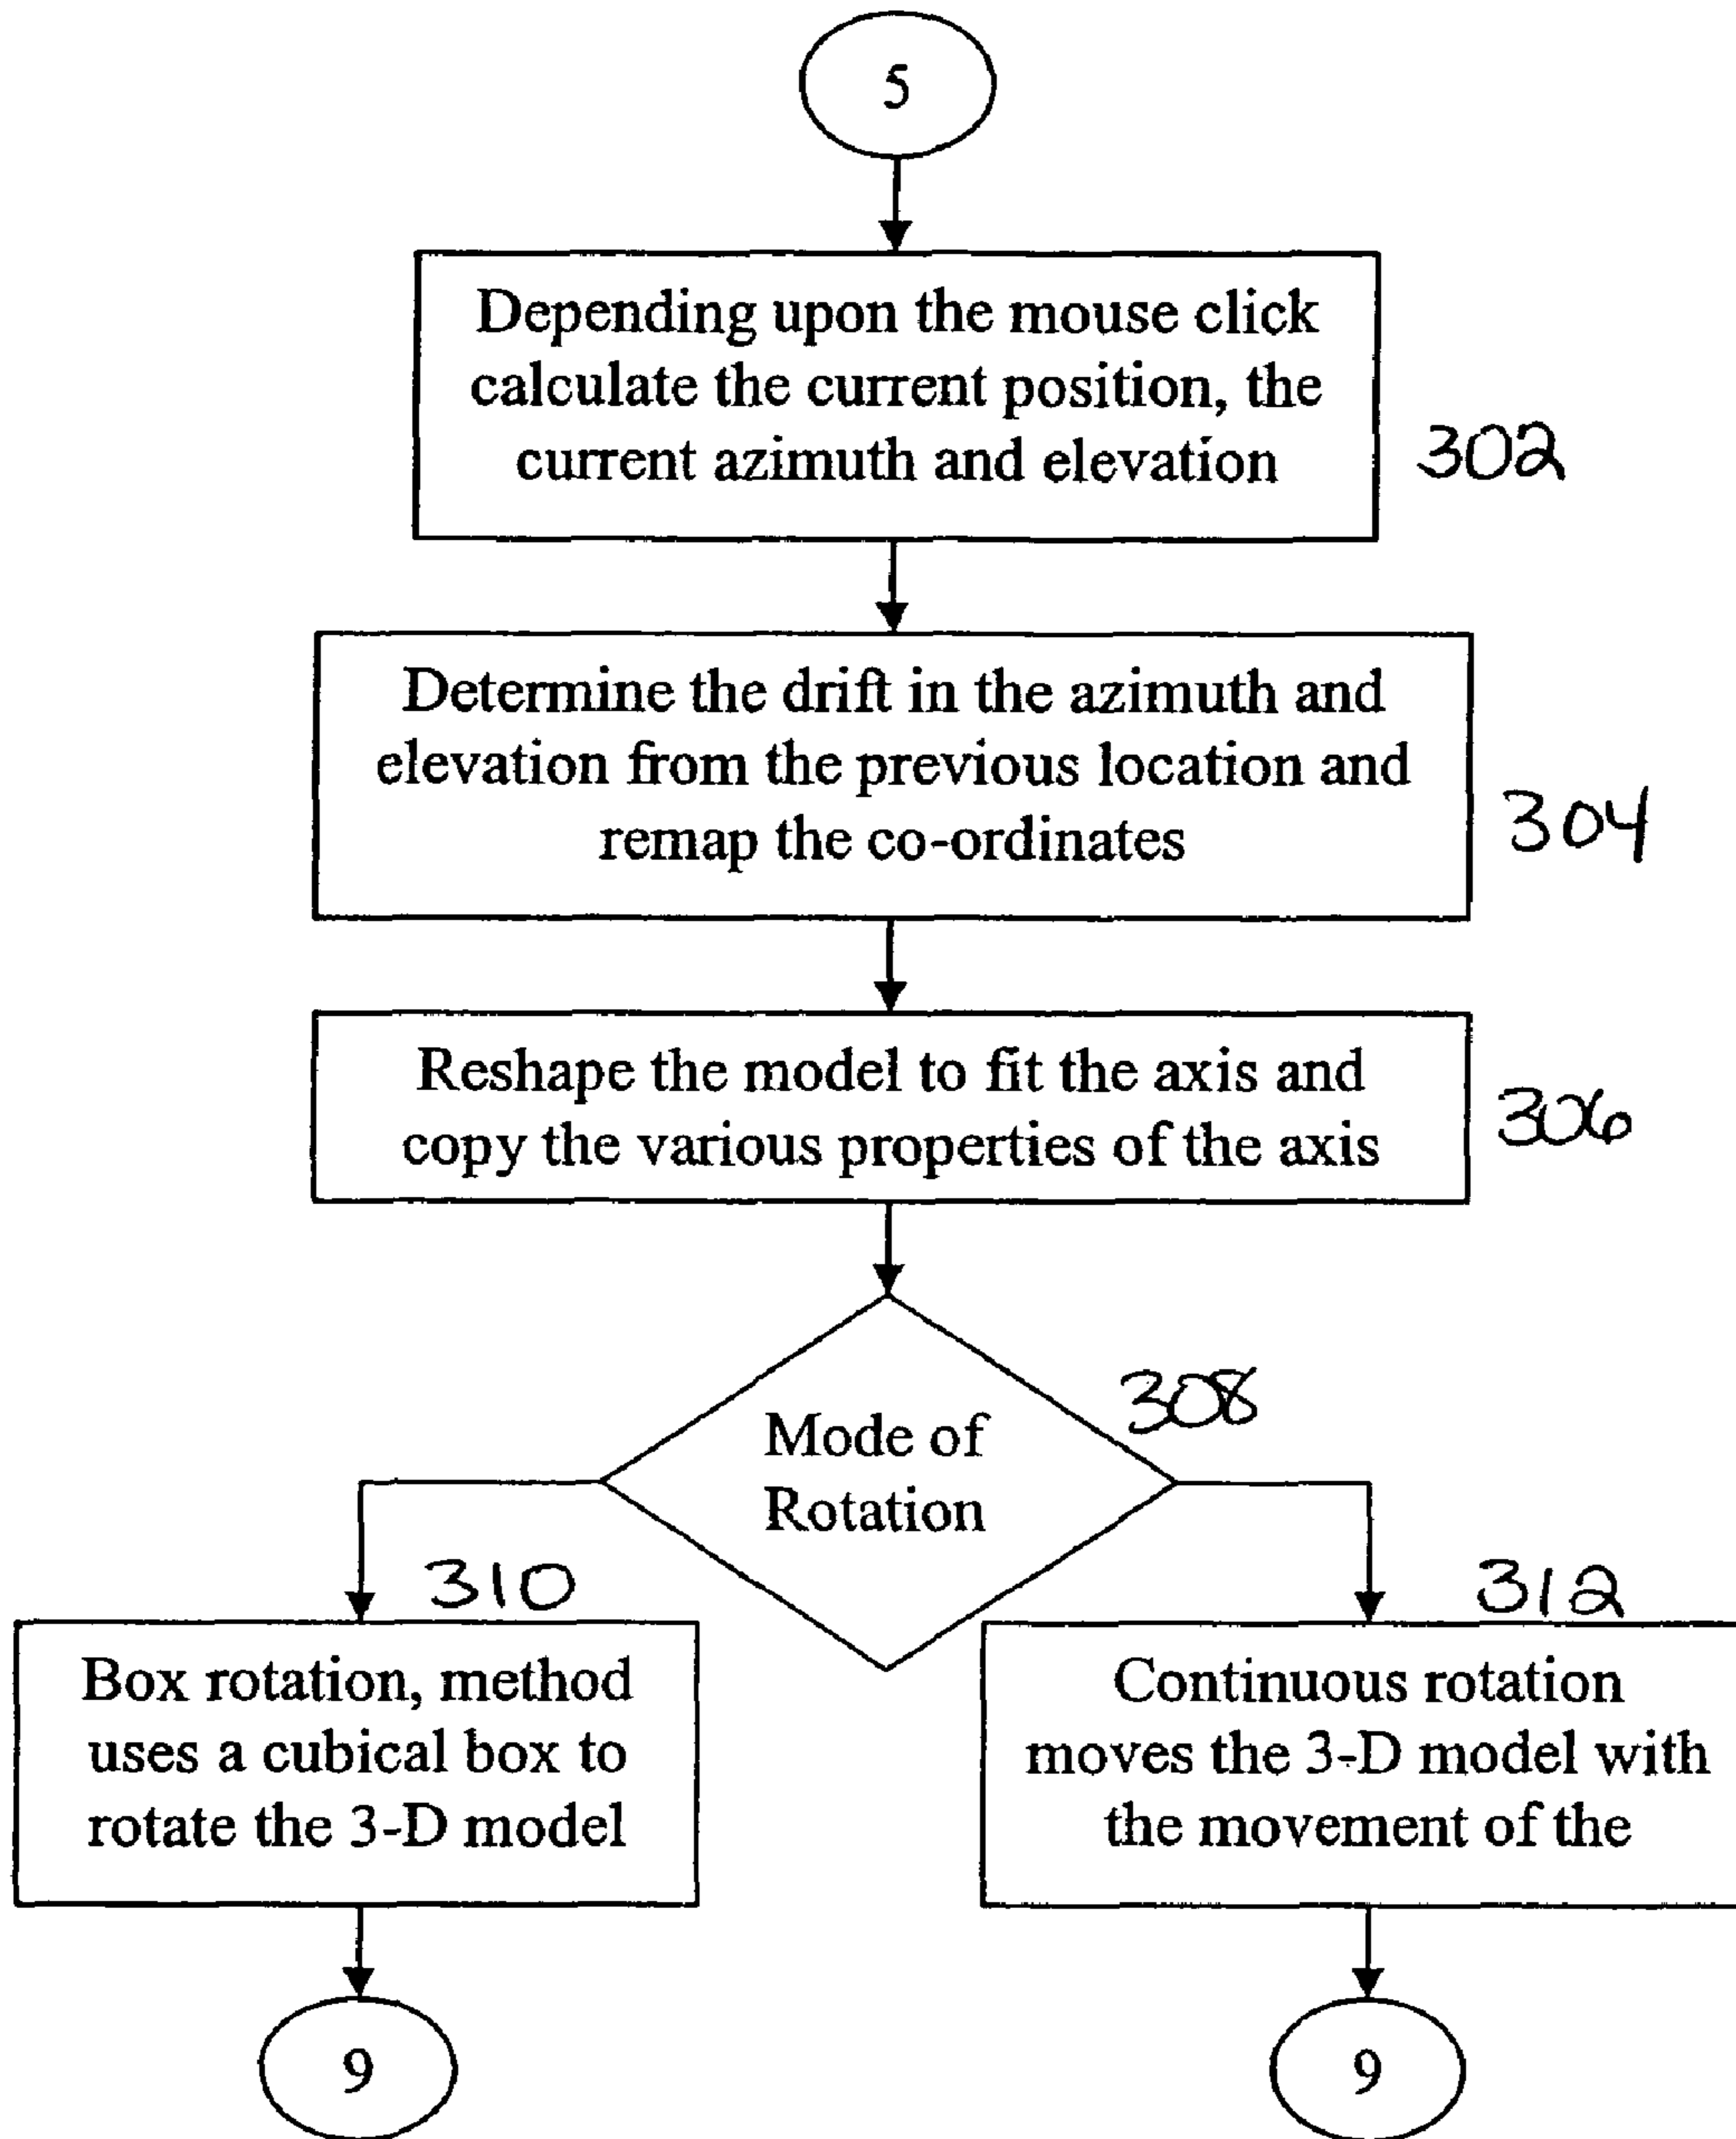 5
Depending upon the mouse click
calculate the current position, the
current azimuth and elevation
302
Determine the drift in the azimuth and
elevation from the previous location and
remap the co-ordinates
304
Reshape the model to fit the axis and
copy the various properties of the axis
306
Mode of
Rotation
308
310
Box rotation, method
uses a cubical box to
rotate the 3-D model
312
Continuous rotation
moves the 3-D model with
the movement of the
9
9